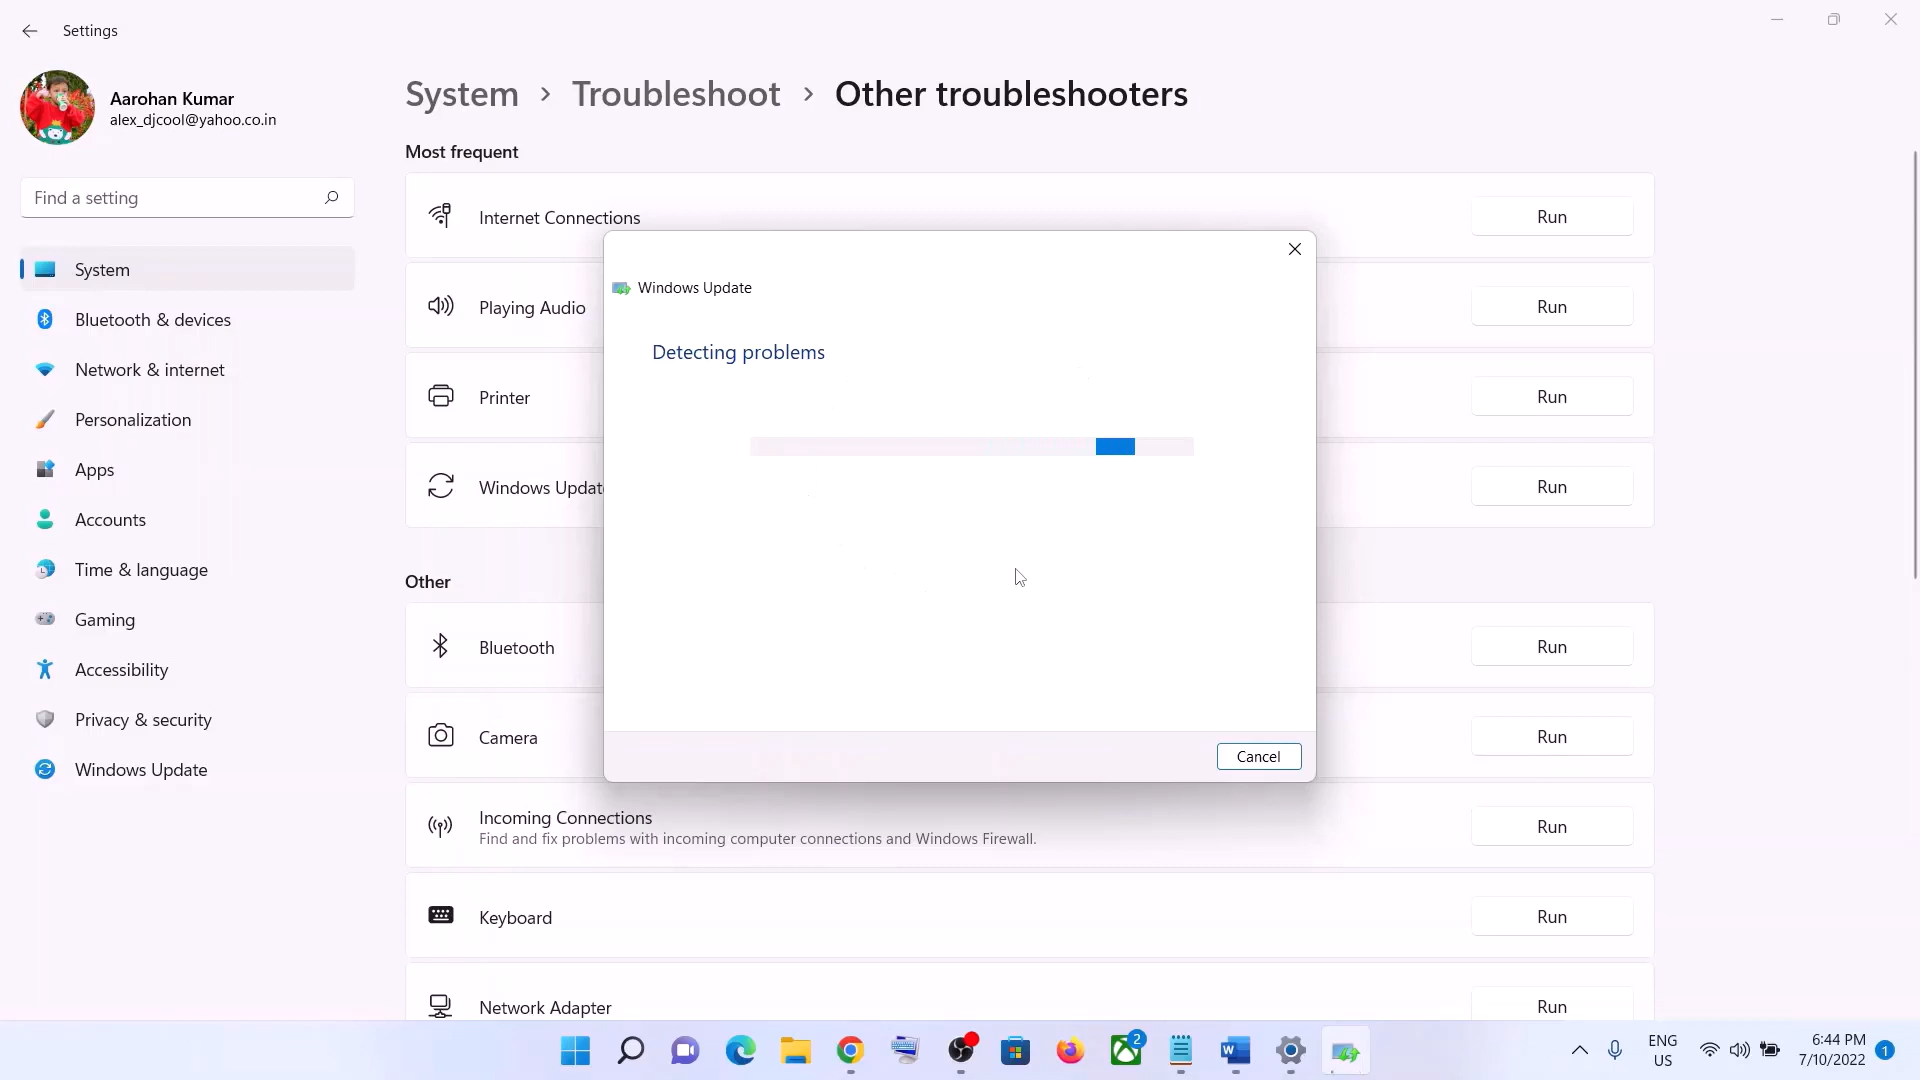 Settings
Aarohan Kumar
alex_djcool@yahoo.co.in
Find a setting
System
Bluetooth & devices
Network & internet
Personalization
Apps
Accounts
Time & language
Gaming
Accessibility
Privacy & security
Windows Update
System > Troubleshoot > Other troubleshooters
Most frequent
Internet Connections Run
Playing Audio Run
Printer Run
Windows Updat Run
Windows Update
Detecting problems
Cancel
Other
Bluetooth Run
Camera Run
Incoming Connections
Find and fix problems with incoming computer connections and Windows Firewall.
Run
Keyboard Run
Network Adapter Run
2
W
ENG
US
6:44 PM
7/10/2022
1